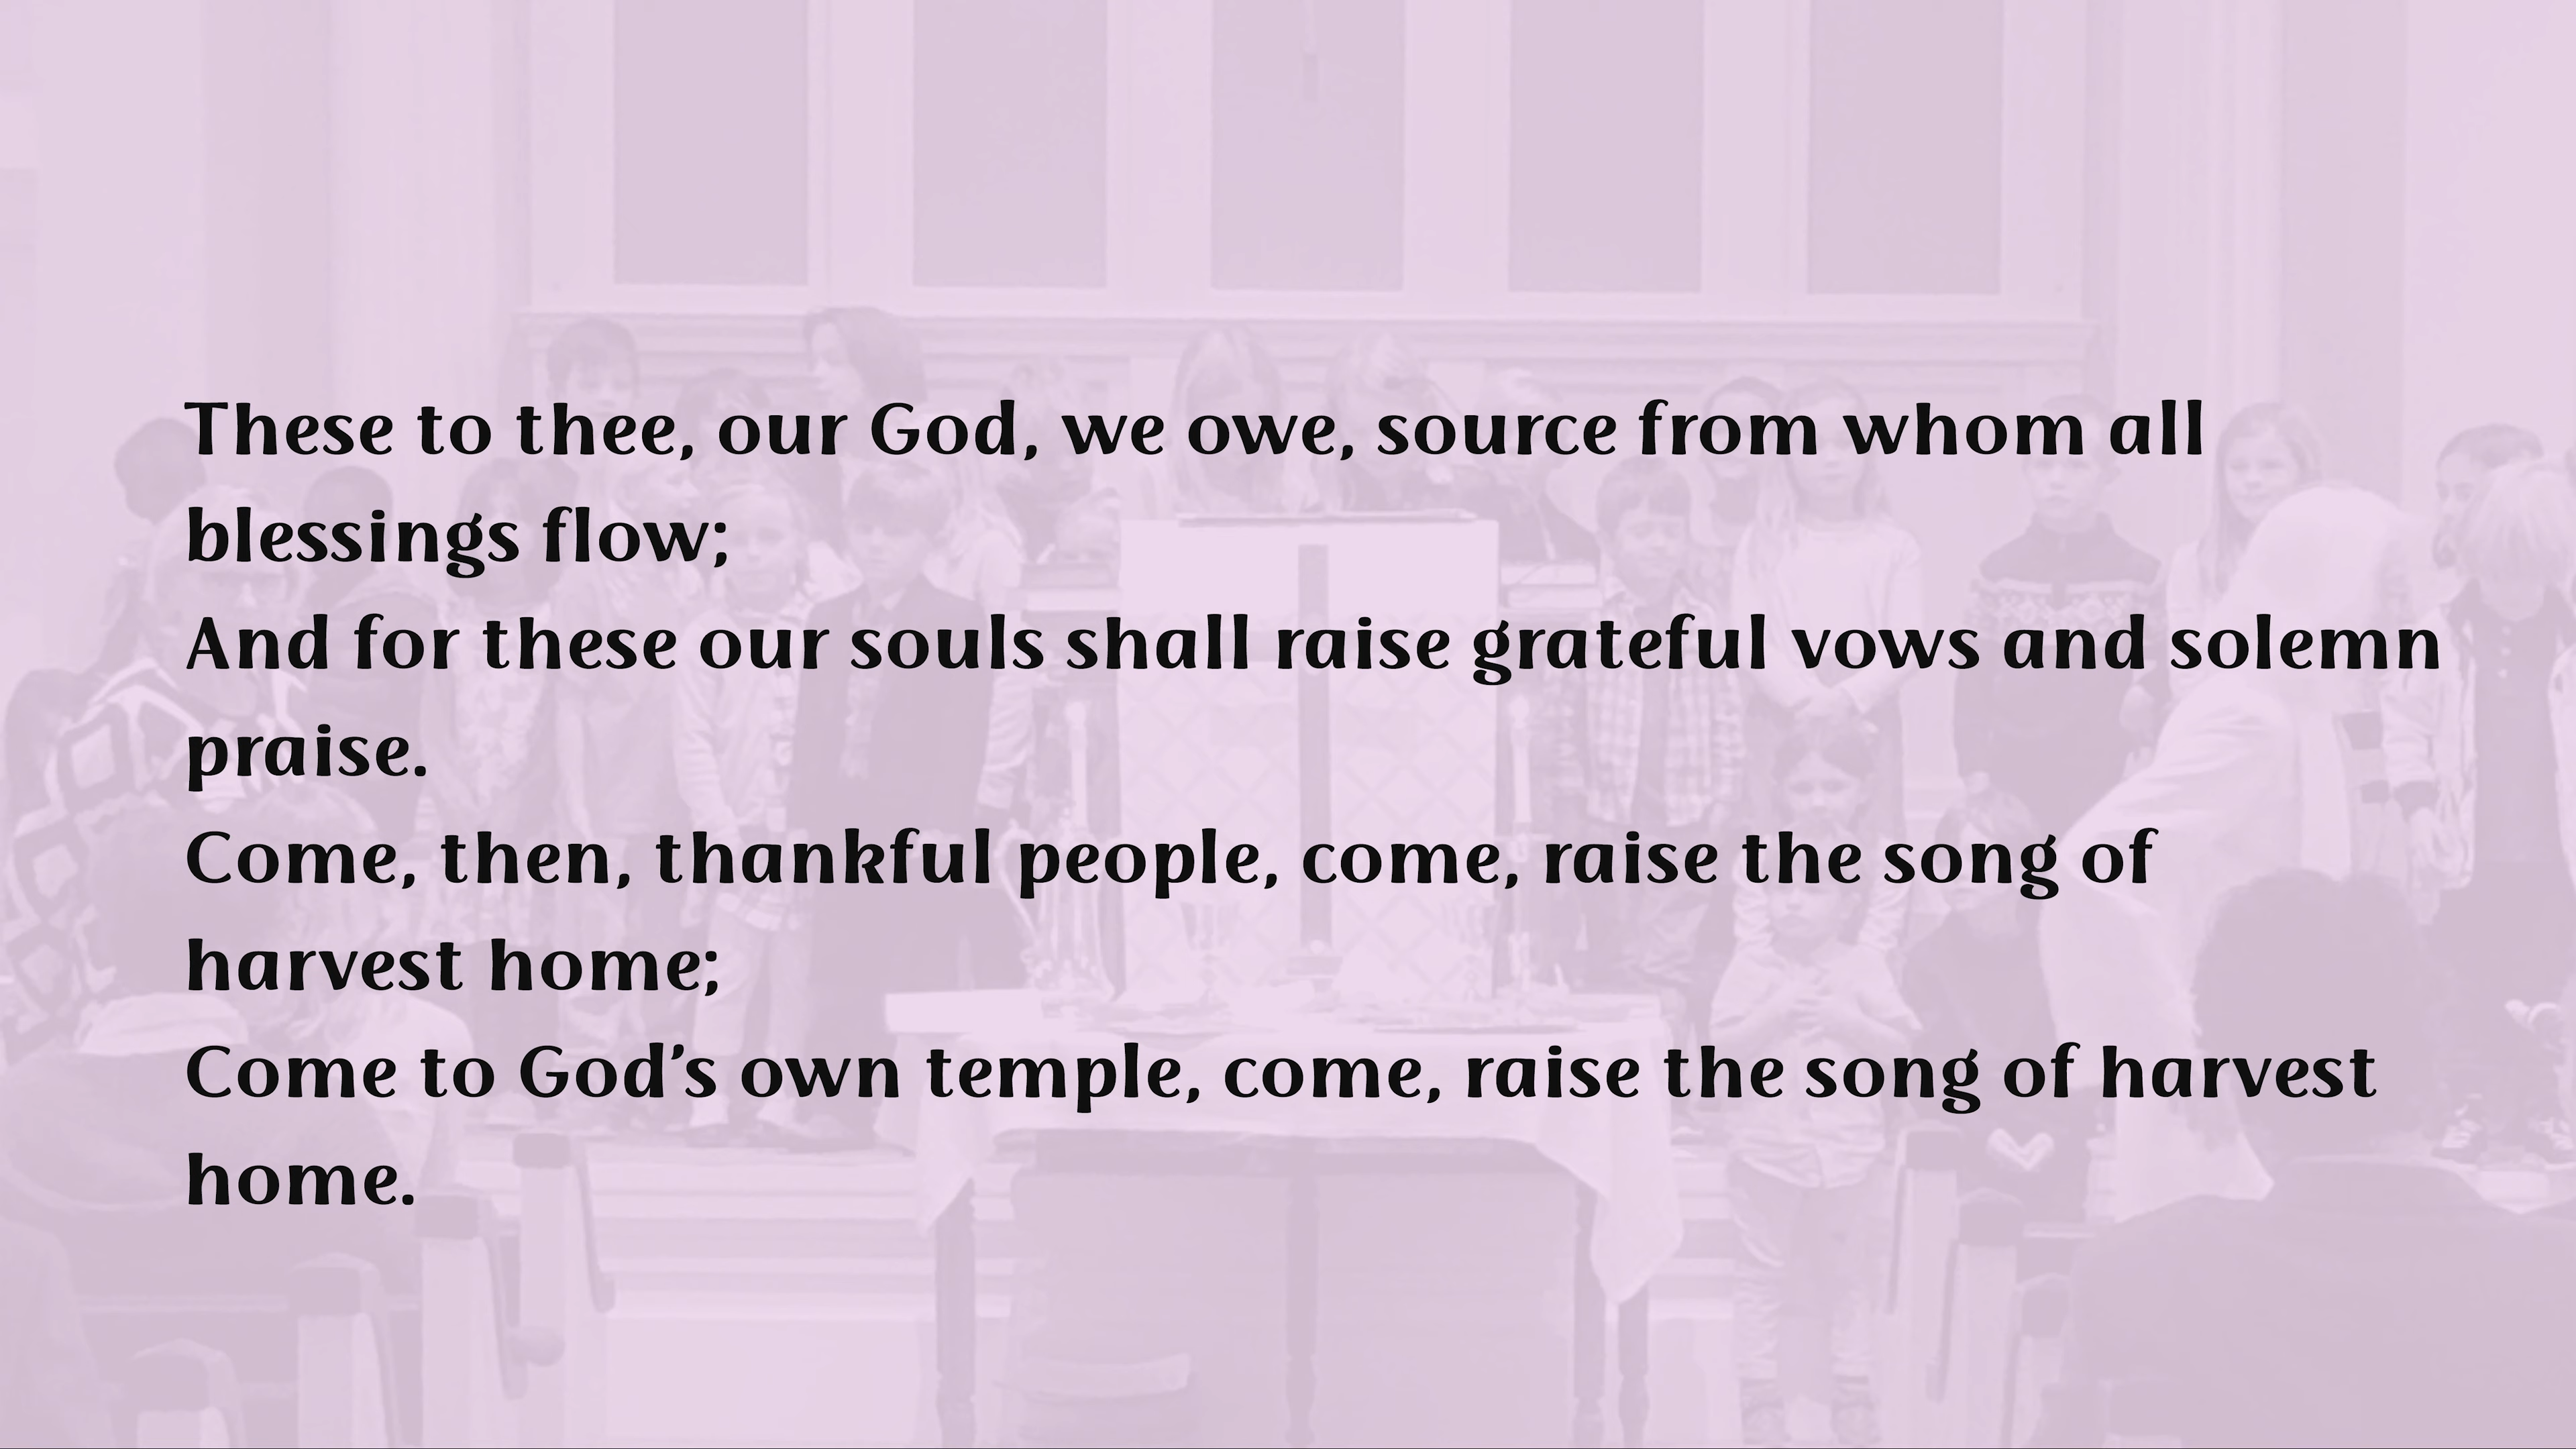 These to thee, our God, we owe, source from whom all
blessings flow;
And for these our souls shall raise grateful vows and solemn
praise.
Come, then, thankful people, come, raise the song of
harvest home;
Come to God’s own temple, come, raise the song of harvest
home.